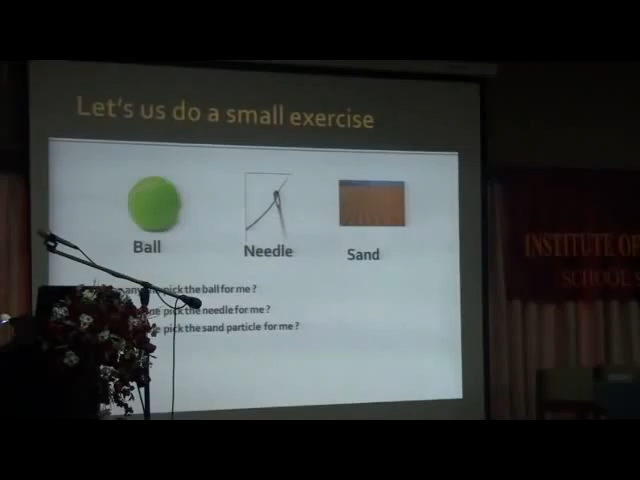 Let's us do a small exercise
Ball
Needle
Sand
pick the ball for me ?
pick the needle for me ?
pick the sand particle for me ?
INSTITUTE OF
SCHOOL